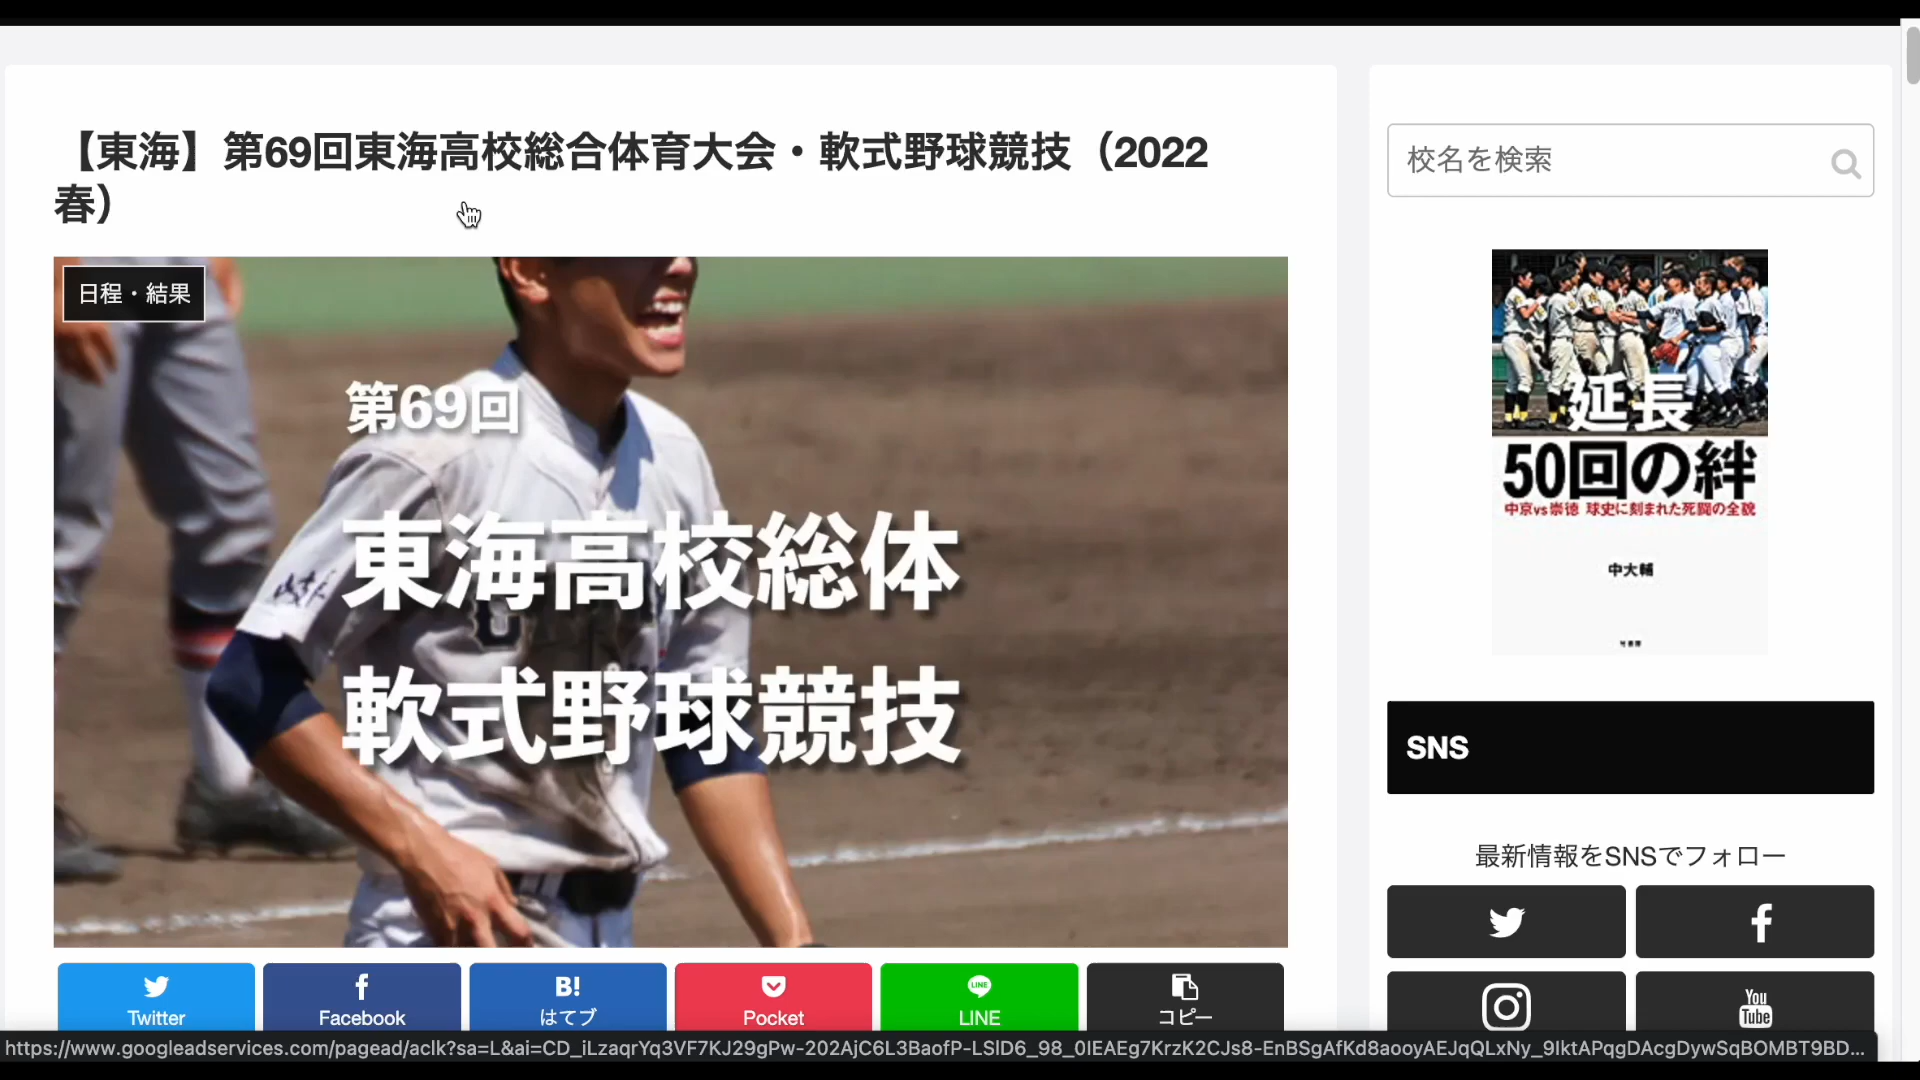 【東海】第69回東海高校総合体育大会・軟式野球競技（2022
春）
日程・結果
第69回
東海高校総体
軟式野球競技
Twitter
Facebook
B!
はてブ
Pocket
LINE
LINE
コピー
校名を検索
延長
50回の絆
中京vs崇徳 球史に刻まれた死闘の全貌
中大輔
SNS
最新情報をSNSでフォロー
You
Tube
https://www.googleadservices.com/pagead/aclk?sa=L&ai=CD_iLzaqrYq3VF7KJ29gPw-202AjC6L3BaofP-LSlD6_98_0IEAEg7KrzK2CJs8-EnBSgAfKd8aooyAEJqQLxNy_9IktAPqgDAcgDywSqBOMBT9BD...